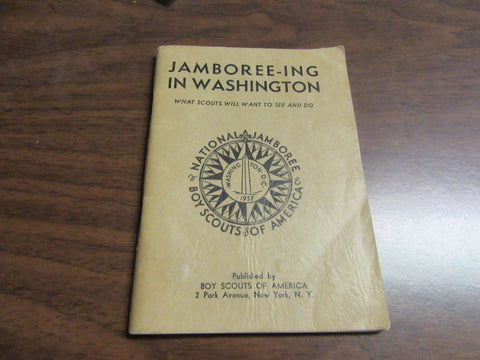 JAMBOREE-ING
IN WASHINGTON
WHAT SCOUTS WILL WANT TO SEE AND DO
NATIONAL JAMBOREE
BOY SCOUTS OF AMERICA
WASHINGTON D.C.
1937
Published by
BOY SCOUTS OF AMERICA
2 Park Avenue, New York, N. Y.